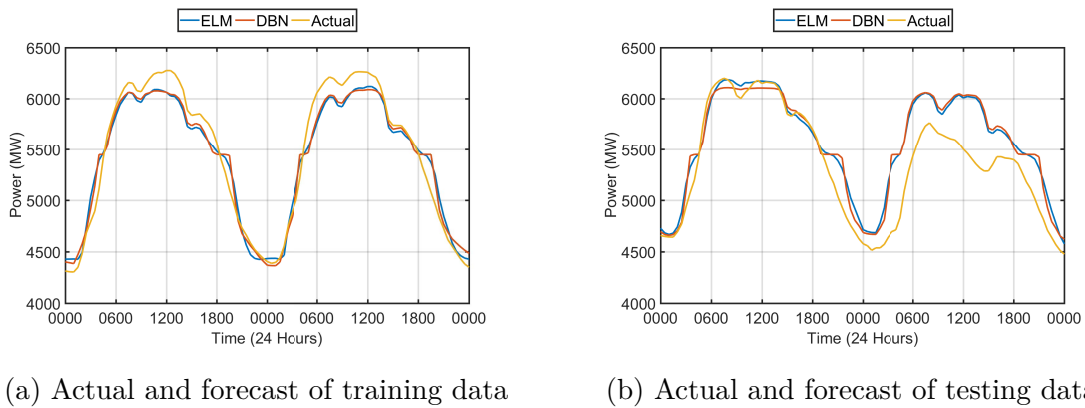 ELM DBN Actual
ELM DBN Actual
6500
6000
5500
5000
4500
4000
Power (MW)
0000 0600 1200 1800 0000 0600 1200 1800 0000
Time (24 Hours)
6500
6000
5500
5000
4500
4000
Power (MW)
0000 0600 1200 1800 0000 0600 1200 1800 0000
Time (24 Hours)
(a) Actual and forecast of training data
(b) Actual and forecast of testing data